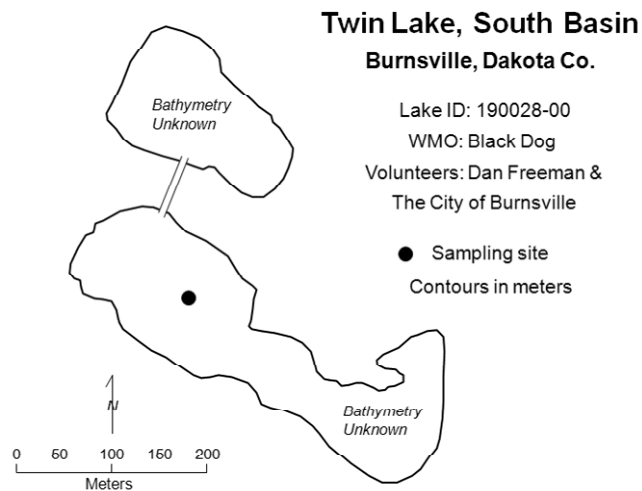 Twin Lake, South Basin
Burnsville, Dakota Co.
Lake ID: 190028-00
WMO: Black Dog
Volunteers: Dan Freeman &
The City of Burnsville
Sampling site
Contours in meters
Bathymetry
Unknown
Bathymetry
Unknown
N
0 50 100 150 200
Meters